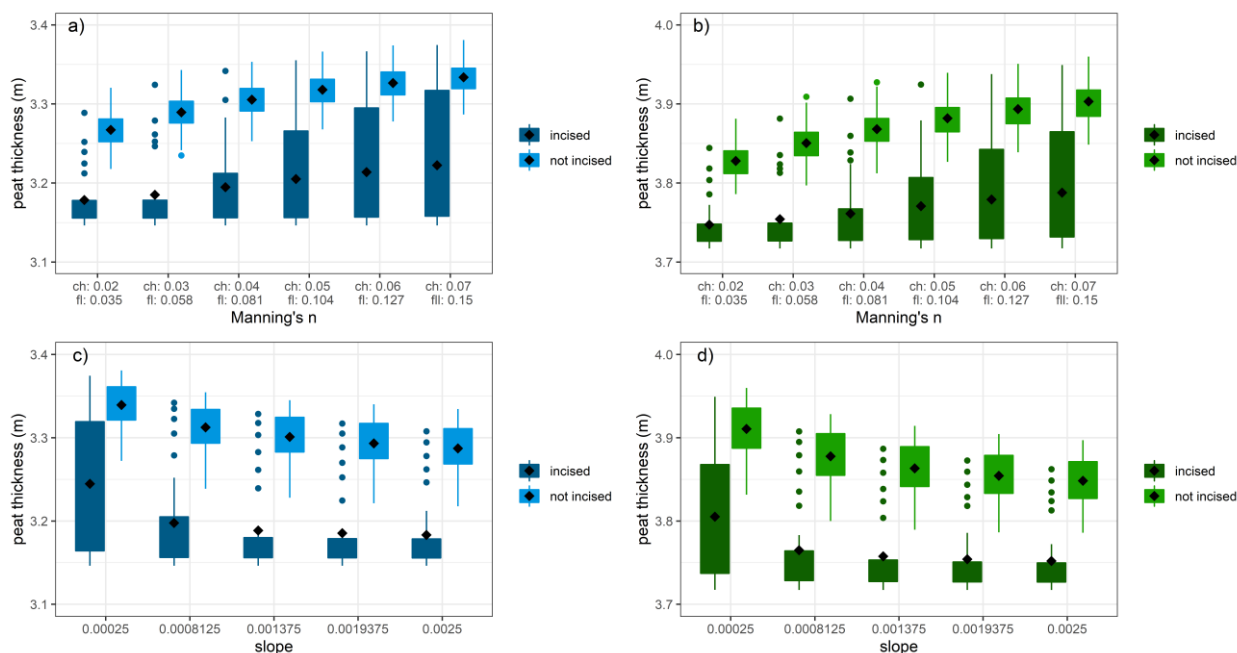 a)
peat thickness (m)
3.4
3.3
3.2
3.1
ch: 0.02 ch: 0.03 ch: 0.04 ch: 0.05 ch: 0.06 ch: 0.07
fl: 0.035 fl: 0.058 fl: 0.081 fl: 0.104 fl: 0.127 fll: 0.15
Manning's n
incised
not incised
b)
peat thickness (m)
4.0
3.9
3.8
3.7
ch: 0.02 ch: 0.03 ch: 0.04 ch: 0.05 ch: 0.06 ch: 0.07
fl: 0.035 fl: 0.058 fl: 0.081 fl: 0.104 fl: 0.127 fll: 0.15
Manning's n
incised
not incised
c)
peat thickness (m)
3.4
3.3
3.2
3.1
0.00025 0.0008125 0.001375 0.0019375 0.0025
slope
incised
not incised
d)
peat thickness (m)
4.0
3.9
3.8
3.7
0.00025 0.0008125 0.001375 0.0019375 0.0025
slope
incised
not incised